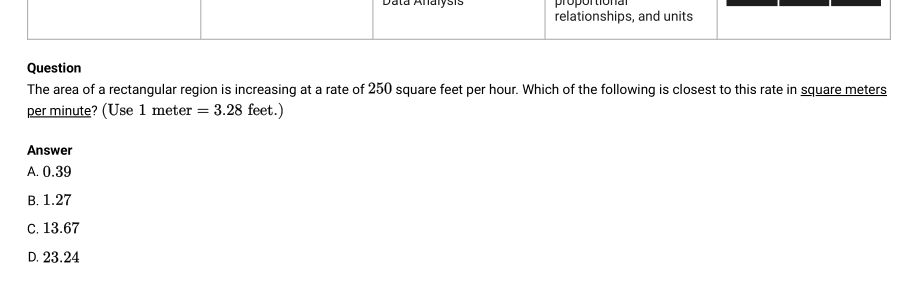 Data Analysis
proportional
relationships, and units
Question
The area of a rectangular region is increasing at a rate of 250 square feet per hour. Which of the following is closest to this rate in square meters
per minute? (Use 1 meter = 3.28 feet.)
Answer
A. 0.39
B. 1.27
C. 13.67
D. 23.24